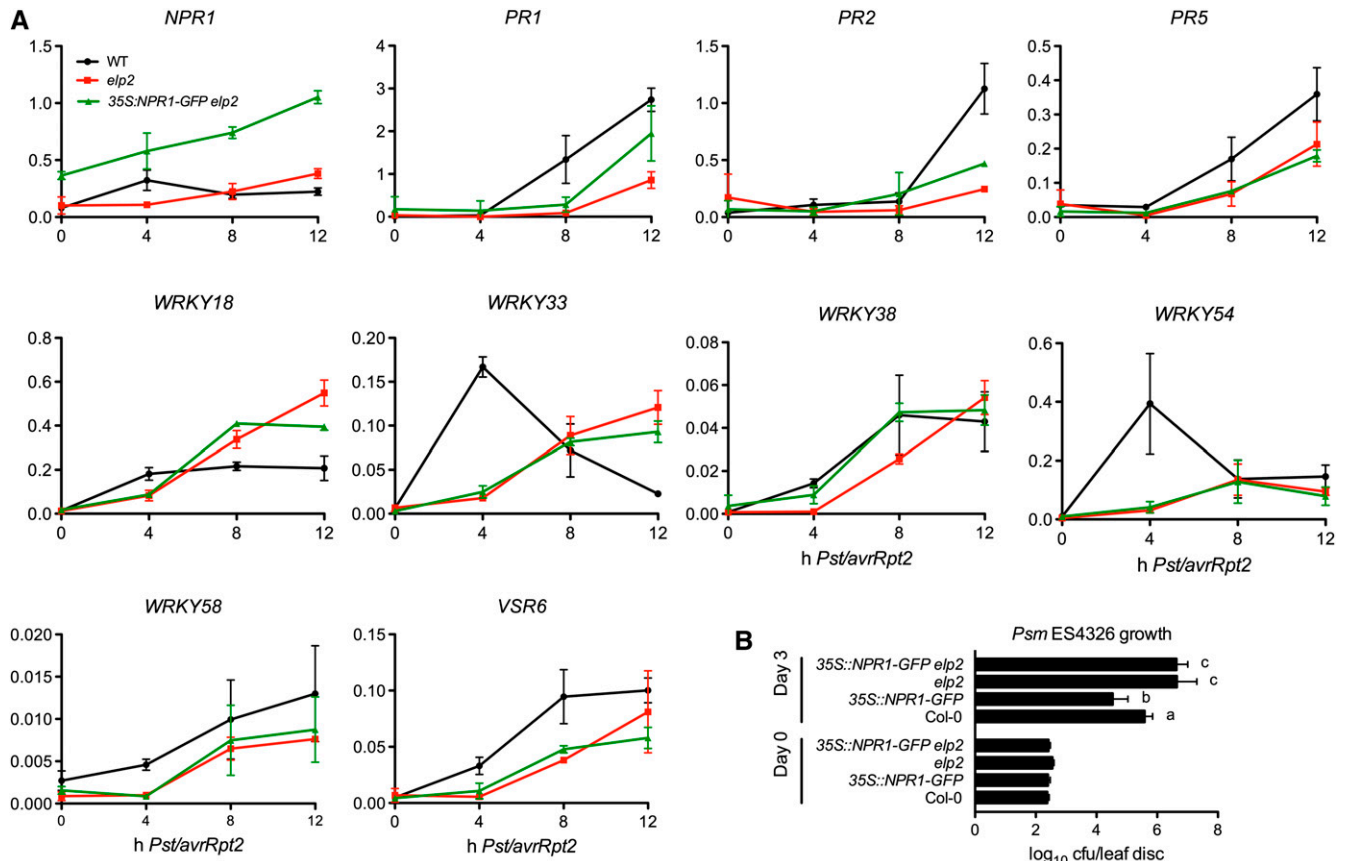 A
NPR1
PR1
PR2
PR5
1.5
1.0
0.5
0.0
0
4
8
12
WT
elp2
35S:NPR1-GFP elp2
4
3
2
1
0
0
4
8
12
1.5
1.0
0.5
0.0
0
4
8
12
0.5
0.4
0.3
0.2
0.1
0.0
0
4
8
12
WRKY18
WRKY33
WRKY38
WRKY54
0.8
0.6
0.4
0.2
0.0
0
4
8
12
0.20
0.15
0.10
0.05
0.00
0
4
8
12
0.08
0.06
0.04
0.02
0.00
0
4
8
12
h Pst/avrRpt2
0.6
0.4
0.2
0.0
0
4
8
12
h Pst/avrRpt2
WRKY58
VSR6
0.020
0.015
0.010
0.005
0.000
0
4
8
12
h Pst/avrRpt2
0.15
0.10
0.05
0.00
0
4
8
12
h Pst/avrRpt2
B
Psm ES4326 growth
Day 3
35S::NPR1-GFP elp2
c
elp2
c
35S::NPR1-GFP
b
Col-0
a
Day 0
35S::NPR1-GFP elp2
elp2
35S::NPR1-GFP
Col-0
0
2
4
6
8
log10 cfu/leaf disc